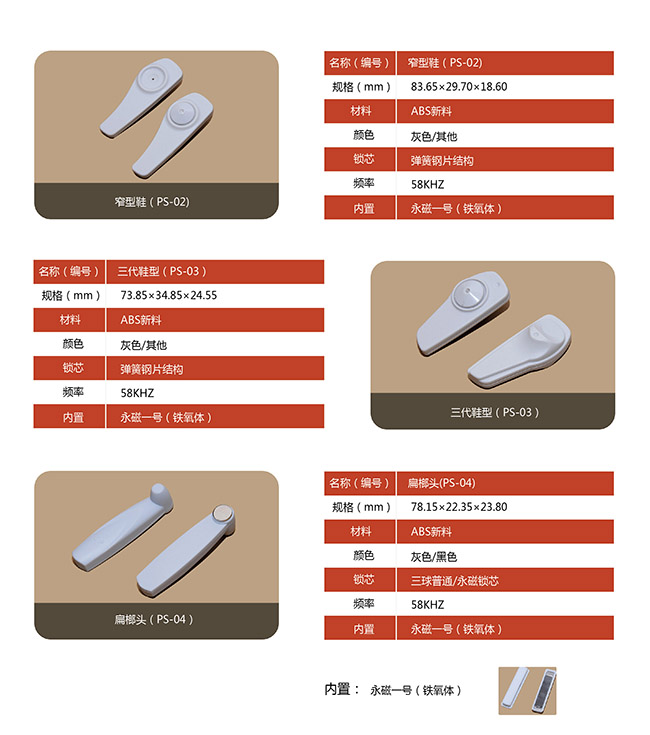 名称（编号） 窄型鞋（PS-02)
规格（mm） 83.65×29.70×18.60
材料 ABS新料
颜色 灰色/其他
锁芯 弹簧钢片结构
频率 58KHZ
内置 永磁一号（铁氧体）
窄型鞋（PS-02)
名称（编号） 三代鞋型（PS-03）
规格（mm） 73.85×34.85×24.55
材料 ABS新料
颜色 灰色/其他
锁芯 弹簧钢片结构
频率 58KHZ
内置 永磁一号（铁氧体）
三代鞋型（PS-03）
名称（编号） 扁榔头(PS-04)
规格（mm） 78.15×22.35×23.80
材料 ABS新料
颜色 灰色/黑色
锁芯 三球普通/永磁锁芯
频率 58KHZ
内置 永磁一号（铁氧体）
扁榔头（PS-04）
内置： 永磁一号（铁氧体）